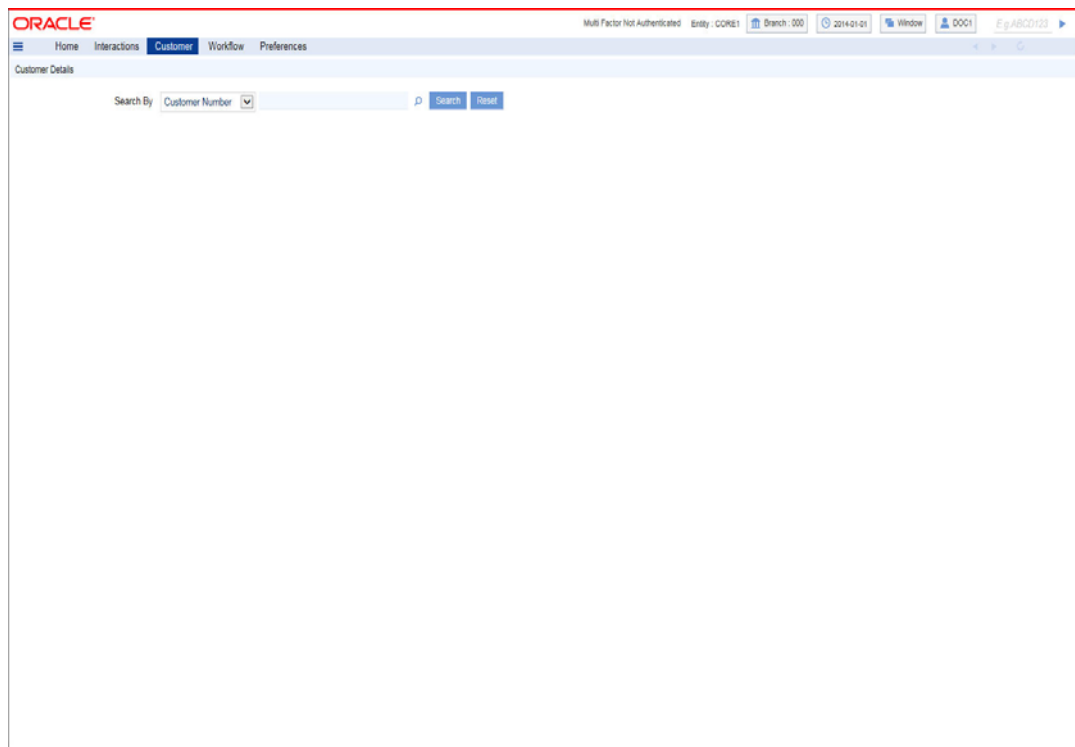 ORACLE
Multi Factor Not Authenticated Entity : CORE1 Branch : 000 2014-01-01 Window DOC1 E.g.ABCD123
Home Interactions Customer Workflow Preferences
Customer Details
Search By Customer Number Search Reset